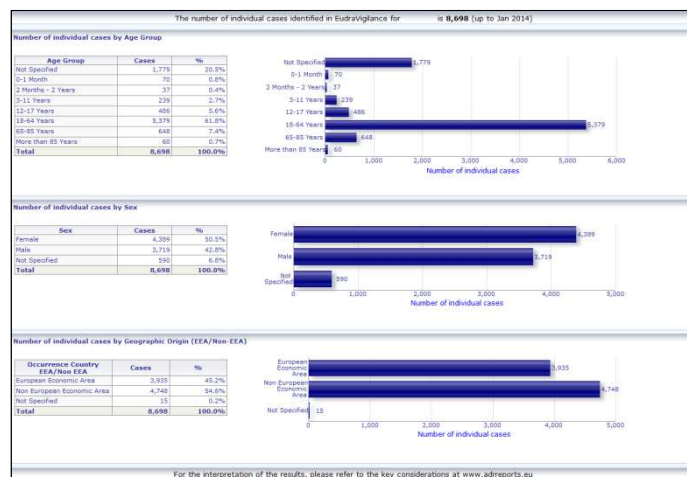 The number of individual cases identified in EudraVigilance for is 8,698 (up to Jan 2014)
Number of individual cases by Age Group
Age Group Cases %
Not Specified 1,779 20.5%
0-1 Month 70 0.8%
2 Months - 2 Years 37 0.4%
3-11 Years 239 2.7%
12-17 Years 486 5.6%
18-64 Years 5,379 61.8%
65-85 Years 648 7.4%
More than 85 Years 60 0.7%
Total 8,698 100.0%
Not Specified 1,779
0-1 Month 70
2 Months - 2 Years 37
3-11 Years 239
12-17 Years 486
18-64 Years 5,379
65-85 Years 648
More than 85 Years 60
0 1,000 2,000 3,000 4,000 5,000 6,000
Number of individual cases
Number of individual cases by Sex
Sex Cases %
Female 4,389 50.5%
Male 3,719 42.8%
Not Specified 590 6.8%
Total 8,698 100.0%
Female 4,389
Male 3,719
Not
Specified 590
0 1,000 2,000 3,000 4,000 5,000
Number of individual cases
Number of individual cases by Geographic Origin (EEA/Non-EEA)
Occurrence Country
EEA/Non EEA Cases %
European Economic Area 3,935 45.2%
Non European Economic Area 4,748 54.6%
Not Specified 15 0.2%
Total 8,698 100.0%
European
Economic
Area 3,935
Non European
Economic
Area 4,748
Not Specified 15
0 1,000 2,000 3,000 4,000 5,000
Number of individual cases
For the interpretation of the results, please refer to the key considerations at www.adrreports.eu